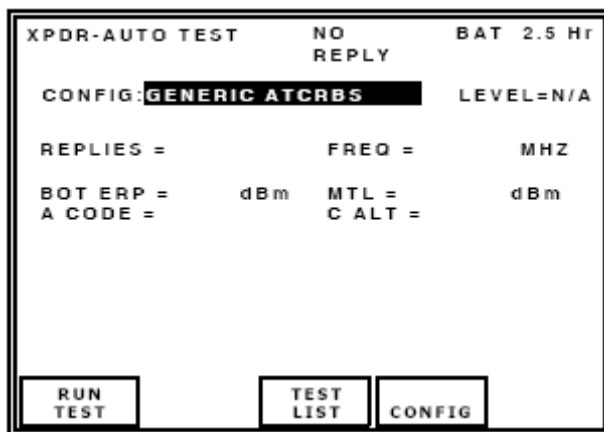 XPDR-AUTO TEST NO BAT 2.5 Hr
REPLY
CONFIG:GENERIC ATCRBS LEVEL=N/A
REPLIES = FREQ = MHZ
BOT ERP = dBm MTL = dBm
A CODE = C ALT =
RUN TEST
TEST LIST
CONFIG